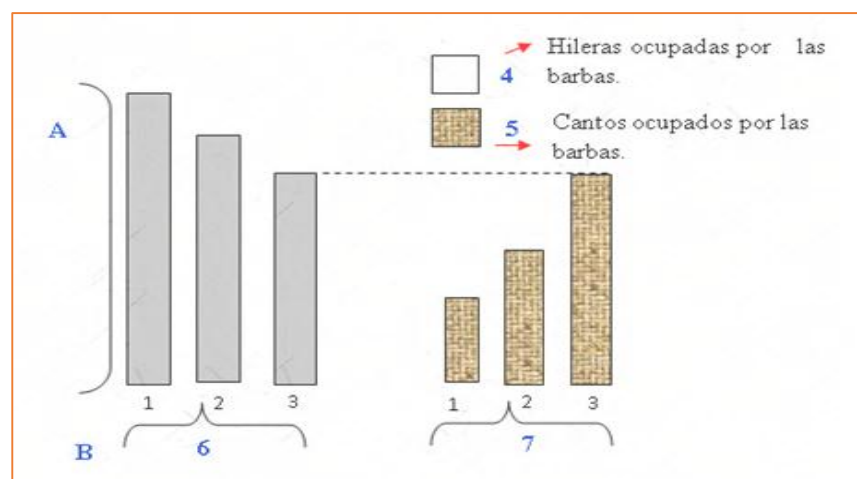 Hileras ocupadas por las
4 barbas.
A
5 Cantos ocupados por las
barbas.
1 2 3 1 2 3
B 6 7